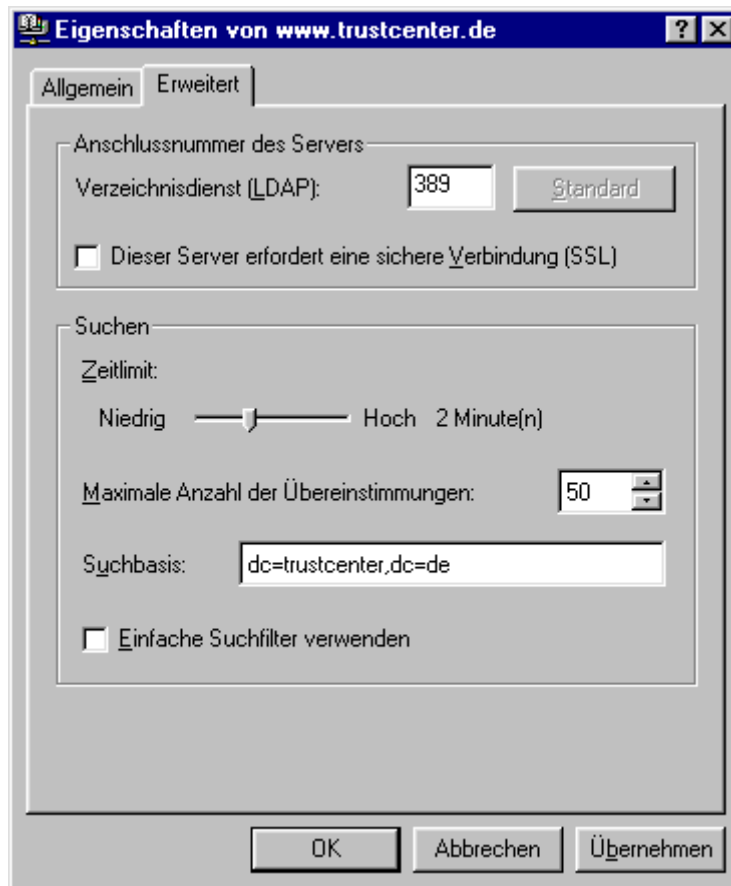 Eigenschaften von www.trustcenter.de
Allgemein Erweitert
Anschlussnummer des Servers
Verzeichnisdienst (LDAP): 389 Standard
Dieser Server erfordert eine sichere Verbindung (SSL)
Suchen
Zeitlimit:
Niedrig Hoch 2 Minute(n)
Maximale Anzahl der Übereinstimmungen: 50
Suchbasis: dc=trustcenter,dc=de
Einfache Suchfilter verwenden
OK Abbrechen Übernehmen